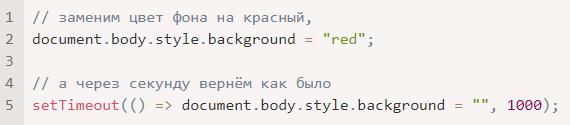 1 // заменим цвет фона на красный,
2 document.body.style.background = "red";
3
4 // а через секунду вернём как было
5 setTimeout(() => document.body.style.background = "", 1000);